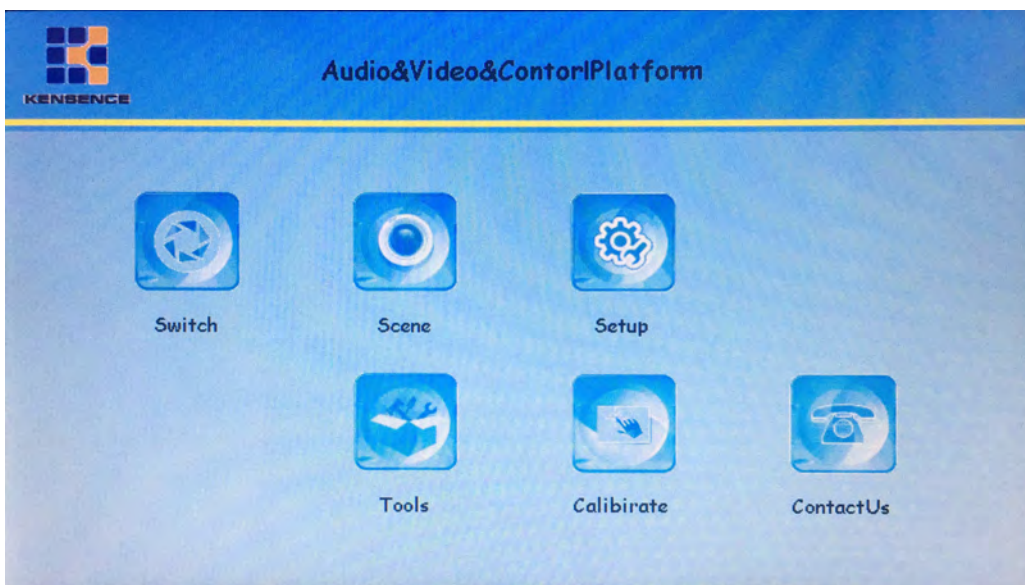 KENSENCE
Audio&Video&ContorlPlatform
Switch
Scene
Setup
Tools
Calibirate
ContactUs